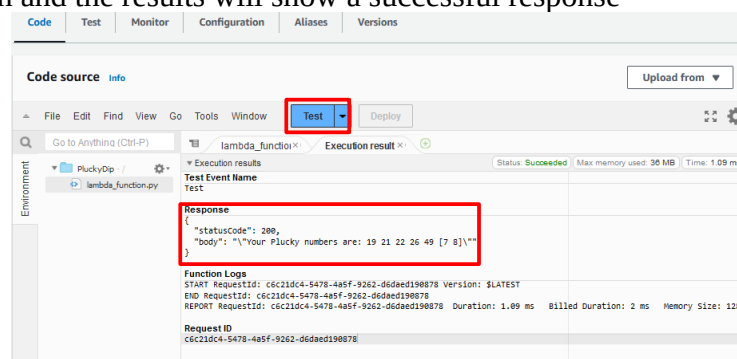 and the results will show a successful response
Code Test Monitor Configuration Aliases Versions
Code source Info
Upload from ▼
File Edit Find View Go Tools Window Test Deploy
Go to Anything (Ctrl-P)
lambda_function × Execution result ×
Environment
PluckyDip /
lambda_function.py
▼ Execution results
Status: Succeeded Max memory used: 36 MB Time: 1.09 m
Test Event Name
Test
Response
{
"statusCode": 200,
"body": "\"Your Plucky numbers are: 19 21 22 26 49 [7 8]\""
}
Function Logs
START RequestId: c6c21dc4-5478-4a5f-9262-d6daed190878 Version: $LATEST
END RequestId: c6c21dc4-5478-4a5f-9262-d6daed190878
REPORT RequestId: c6c21dc4-5478-4a5f-9262-d6daed190878 Duration: 1.09 ms Billed Duration: 2 ms Memory Size: 128
Request ID
c6c21dc4-5478-4a5f-9262-d6daed190878